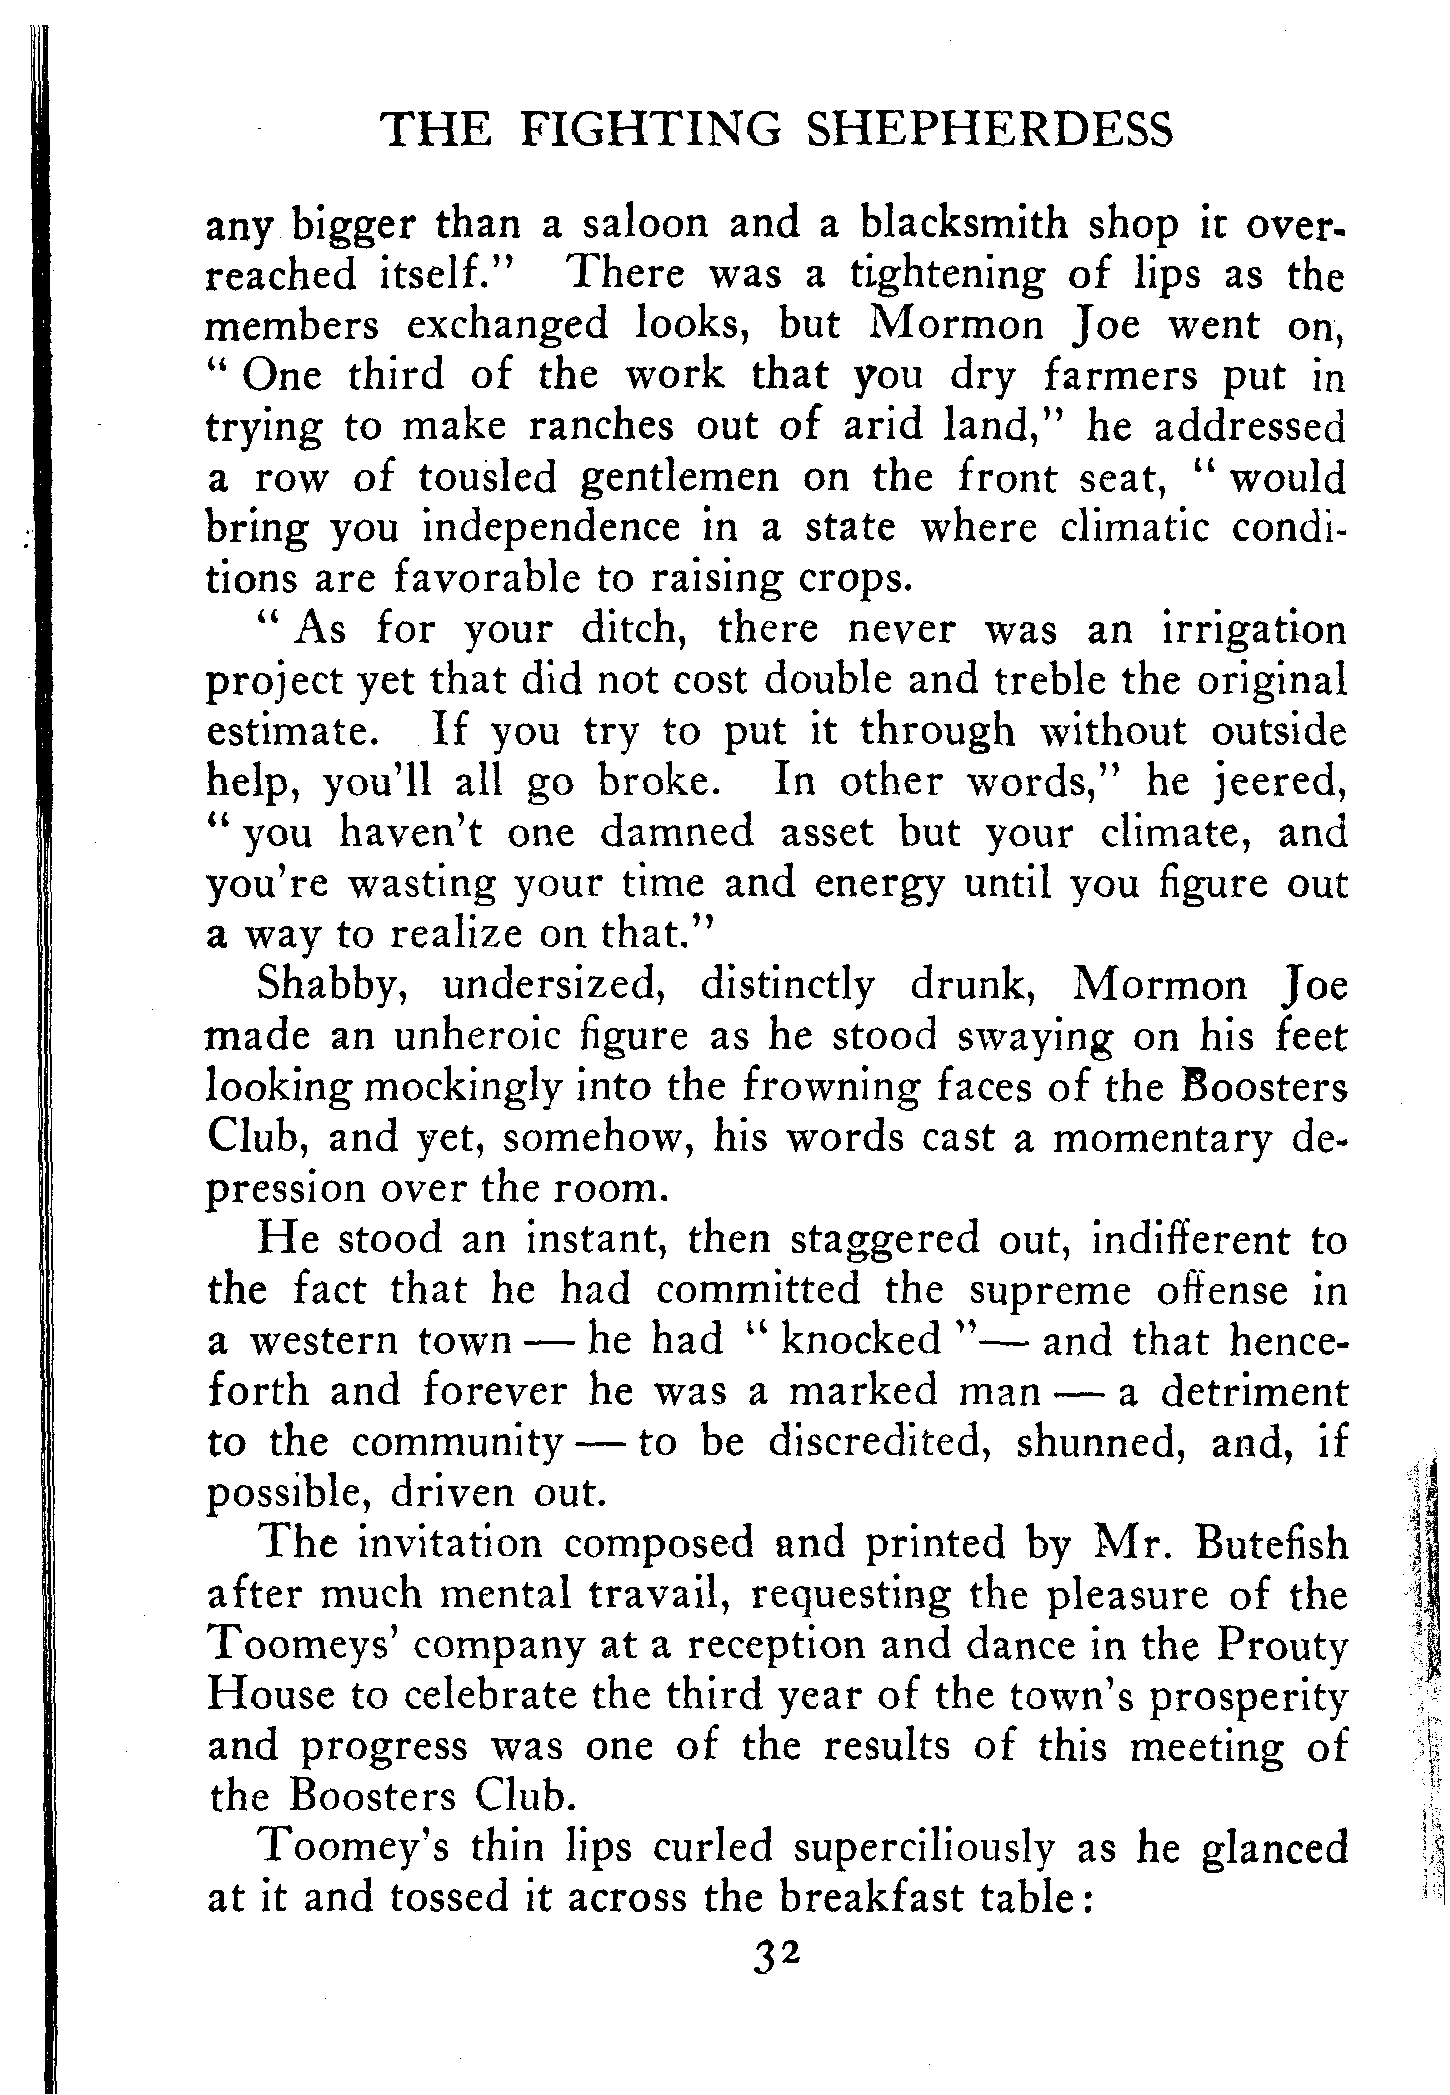 THE FIGHTING SHEPHERDESS
any bigger than a saloon and a blacksmith shop it over-
reached itself." There was a tightening of lips as the
members exchanged looks, but Mormon Joe went on,
" One third of the work that you dry farmers put in
trying to make ranches out of arid land," he addressed
a row of tousled gentlemen on the front seat, " would
bring you independence in a state where climatic condi-
tions are favorable to raising crops.
" As for your ditch, there never was an irrigation
project yet that did not cost double and treble the original
estimate. If you try to put it through without outside
help, you'll all go broke. In other words," he jeered,
" you haven't one damned asset but your climate, and
you're wasting your time and energy until you figure out
a way to realize on that."
Shabby, undersized, distinctly drunk, Mormon Joe
made an unheroic figure as he stood swaying on his feet
looking mockingly into the frowning faces of the Boosters
Club, and yet, somehow, his words cast a momentary de-
pression over the room.
He stood an instant, then staggered out, indifferent to
the fact that he had committed the supreme offense in
a western town — he had " knocked "— and that hence-
forth and forever he was a marked man — a detriment
to the community — to be discredited, shunned, and, if
possible, driven out.
The invitation composed and printed by Mr. Butefish
after much mental travail, requesting the pleasure of the
Toomeys' company at a reception and dance in the Prouty
House to celebrate the third year of the town's prosperity
and progress was one of the results of this meeting of
the Boosters Club.
Toomey's thin lips curled superciliously as he glanced
at it and tossed it across the breakfast table:
32